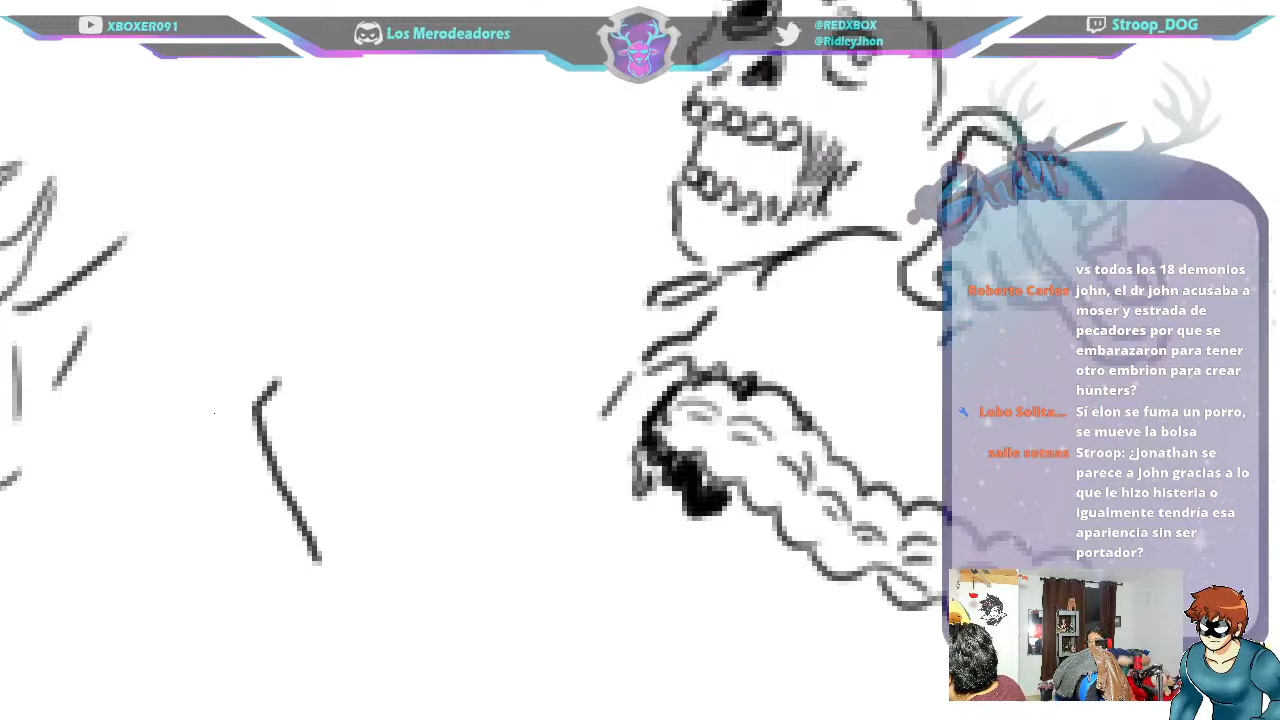 XBOXER091
Los Merodeadores
@REDXBOX
@RidleyJhon
Stroop_DOG
vs todos los 18 demonios
Roberto Carlos john, el dr john acusaba a
moser y estrada de
pecadores por que se
embarazaron para tener
otro embrion para crear
hunters?
Lobo Solita... Sí elon se fuma un porro,
se mueve la bolsa
salle sotnas Stroop: ¿Jonathan se
parece a John gracias a lo
que le hizo histeria o
igualmente tendría esa
apariencia sin ser
portador?